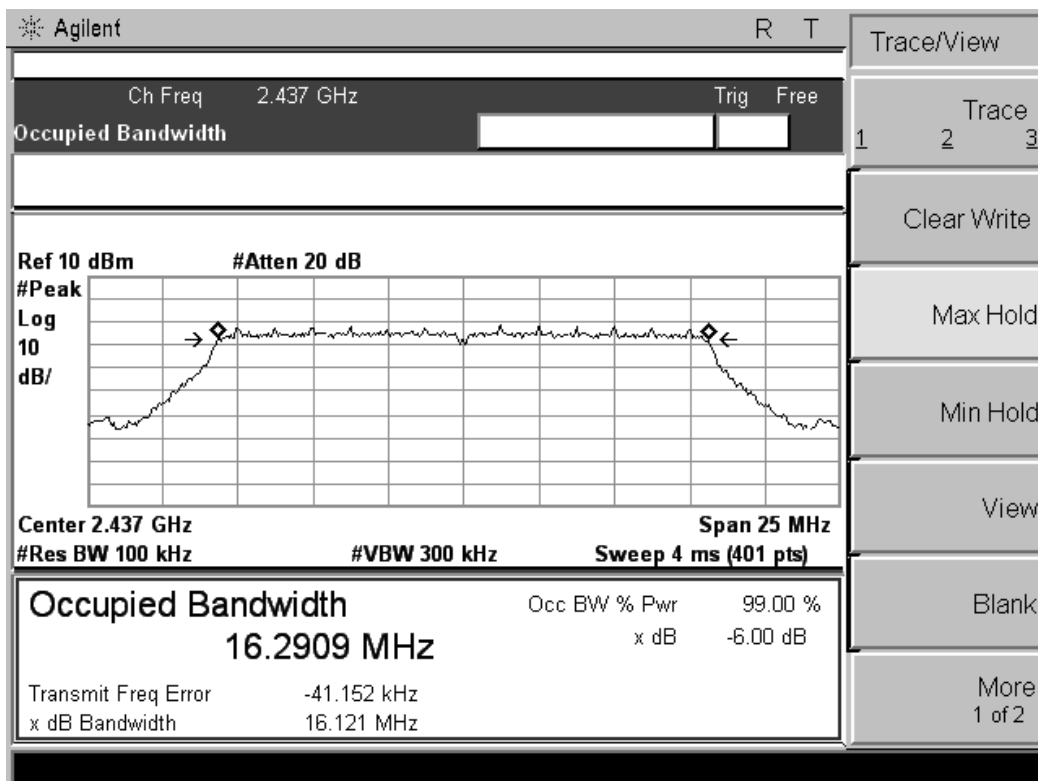 Agilent R T
Trace/View
Ch Freq 2.437 GHz Trig Free
Occupied Bandwidth
Trace
1 2 3
Clear Write
Ref 10 dBm #Atten 20 dB
#Peak
Log
10
dB/
Max Hold
Min Hold
View
Center 2.437 GHz Span 25 MHz
#Res BW 100 kHz #VBW 300 kHz Sweep 4 ms (401 pts)
Occupied Bandwidth
16.2909 MHz
Occ BW % Pwr 99.00 %
x dB -6.00 dB
Transmit Freq Error -41.152 kHz
x dB Bandwidth 16.121 MHz
Blank
More
1 of 2